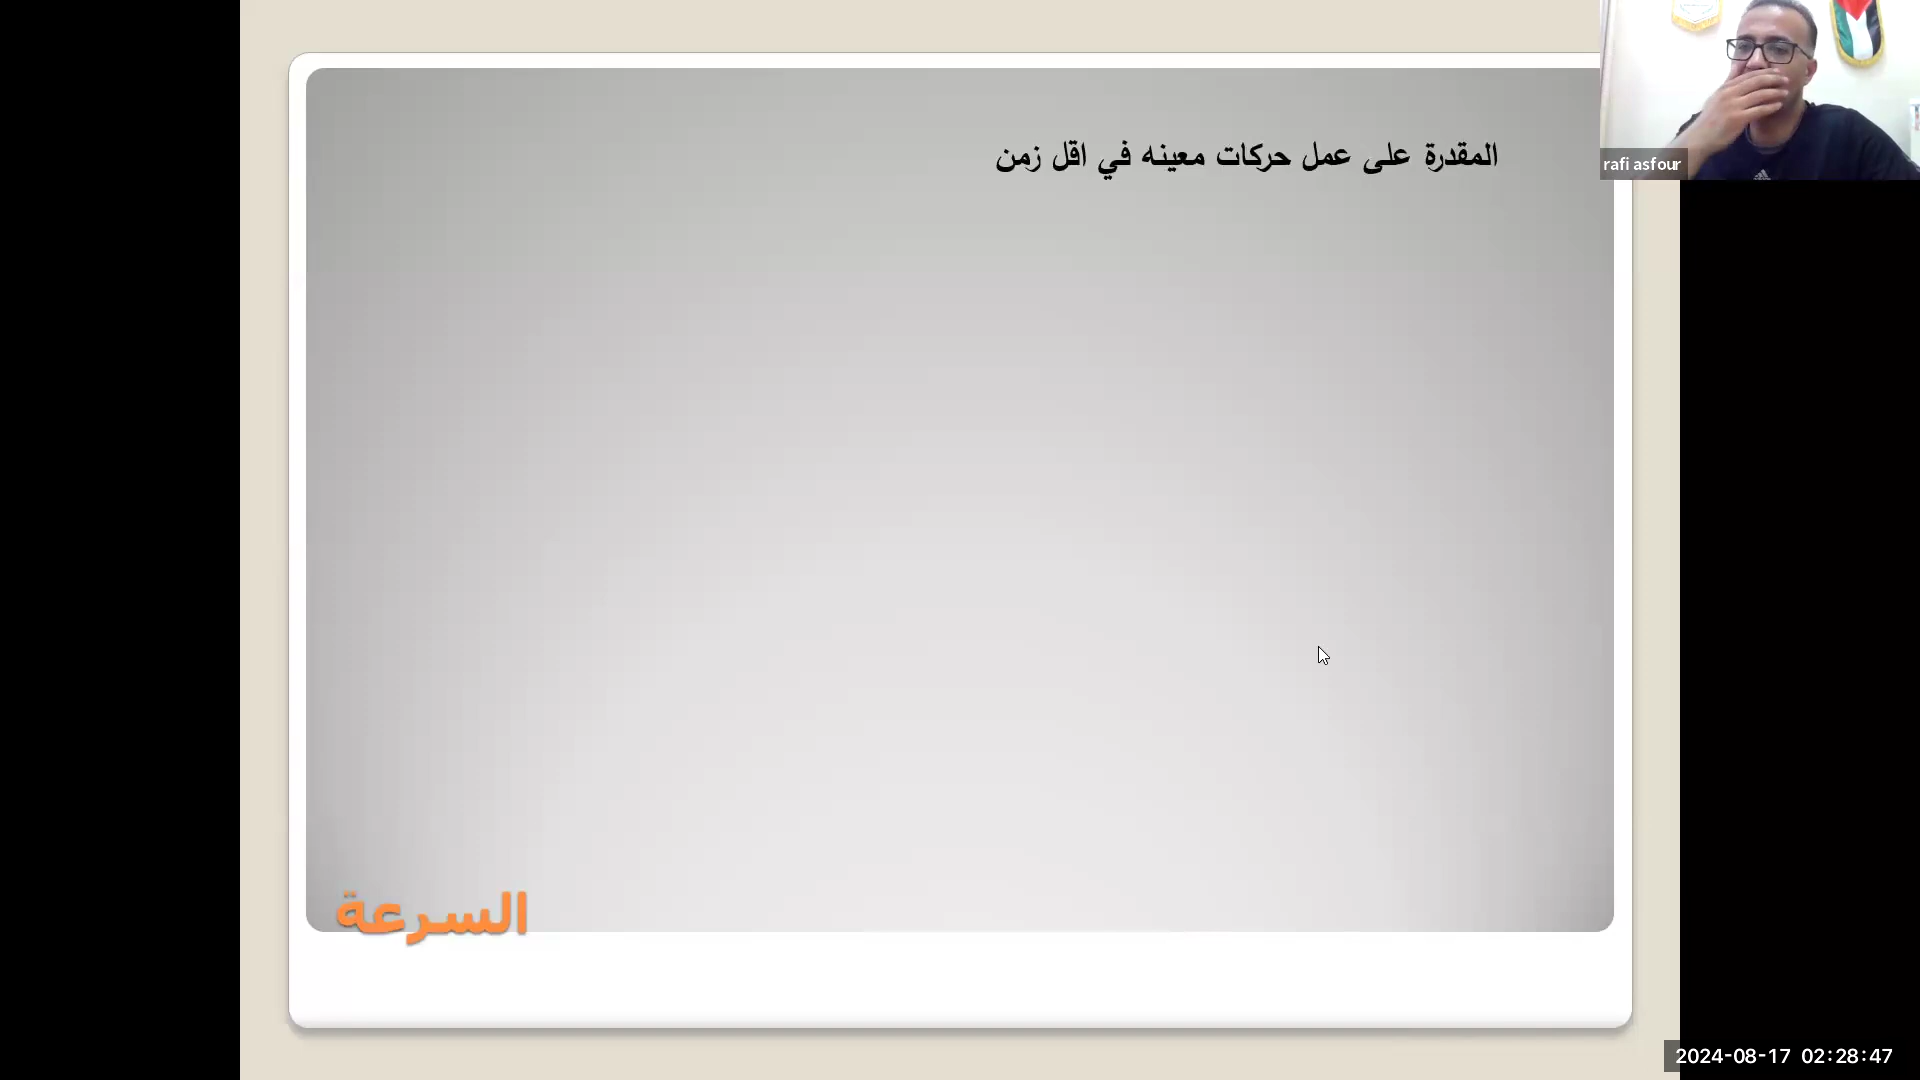 المقدرة على عمل حركات معينه في اقل زمن
rafi asfour
السرعة
2024-08-17 02:28:47